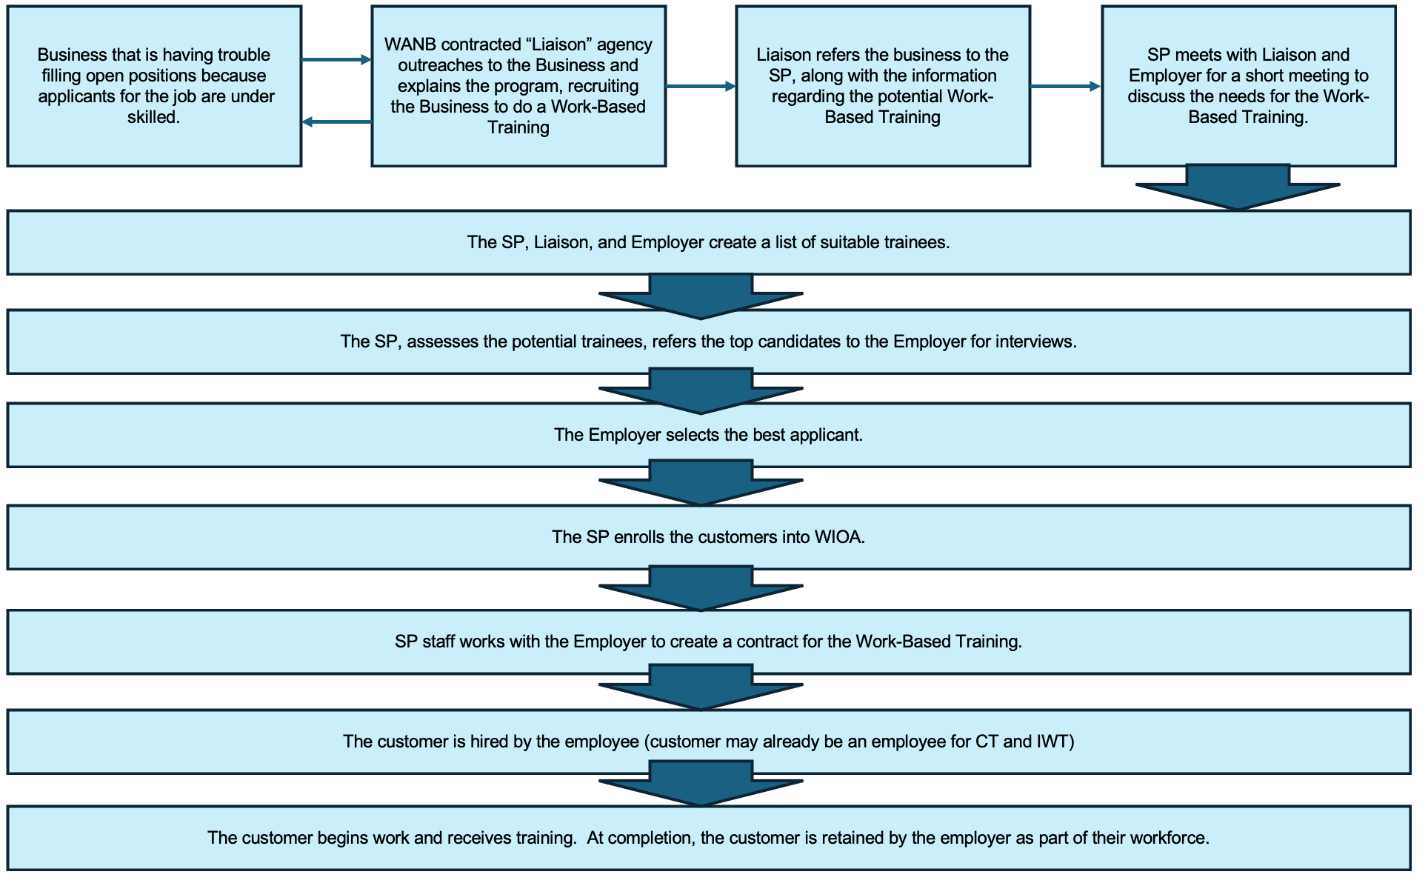 Business that is having trouble
filling open positions because
applicants for the job are under
skilled.
WANB contracted “Liaison” agency
outreaches to the Business and
explains the program, recruiting
the Business to do a Work-Based
Training
Liaison refers the business to the
SP, along with the information
regarding the potential Work-
Based Training
SP meets with Liaison and
Employer for a short meeting to
discuss the needs for the Work-
Based Training.
The SP, Liaison, and Employer create a list of suitable trainees.
The SP, assesses the potential trainees, refers the top candidates to the Employer for interviews.
The Employer selects the best applicant.
The SP enrolls the customers into WIOA.
SP staff works with the Employer to create a contract for the Work-Based Training.
The customer is hired by the employee (customer may already be an employee for CT and IWT)
The customer begins work and receives training.  At completion, the customer is retained by the employer as part of their workforce.